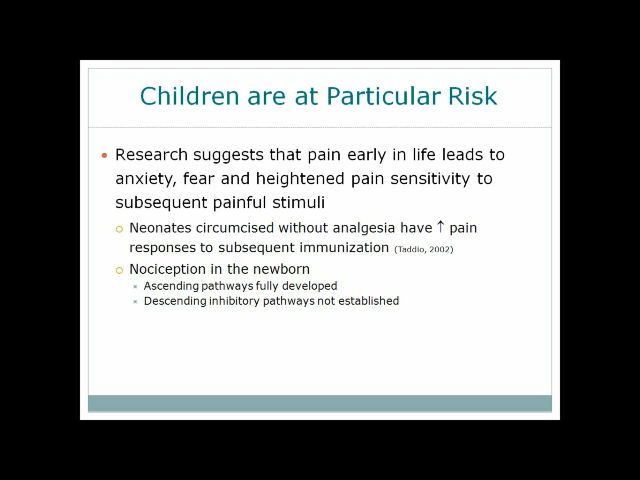 Children are at Particular Risk
• Research suggests that pain early in life leads to
anxiety, fear and heightened pain sensitivity to
subsequent painful stimuli
○ Neonates circumcised without analgesia have ↑ pain
responses to subsequent immunization (Taddio, 2002)
○ Nociception in the newborn
× Ascending pathways fully developed
× Descending inhibitory pathways not established